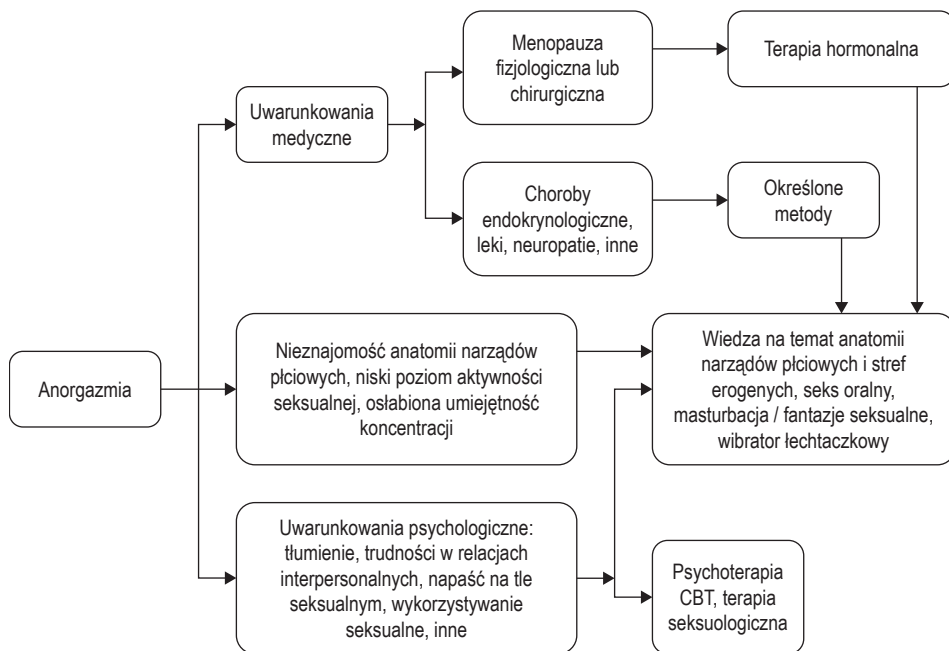 Menopauza
fizjologiczna lub
chirurgiczna
Terapia hormonalna
Uwarunkowania
medyczne
Choroby
endokrynologiczne,
leki, neuropatie, inne
Określone
metody
Anorgazmia
Nieznajomość anatomii narządów
płciowych, niski poziom aktywności
seksualnej, osłabiona umiejętność
koncentracji
Wiedza na temat anatomii
narządów płciowych i stref
erogenych, seks oralny,
masturbacja / fantazje seksualne,
wibrator łechtaczkowy
Uwarunkowania psychologiczne:
tłumienie, trudności w relacjach
interpersonalnych, napaść na tle
seksualnym, wykorzystywanie
seksualne, inne
Psychoterapia
CBT, terapia
seksuologiczna